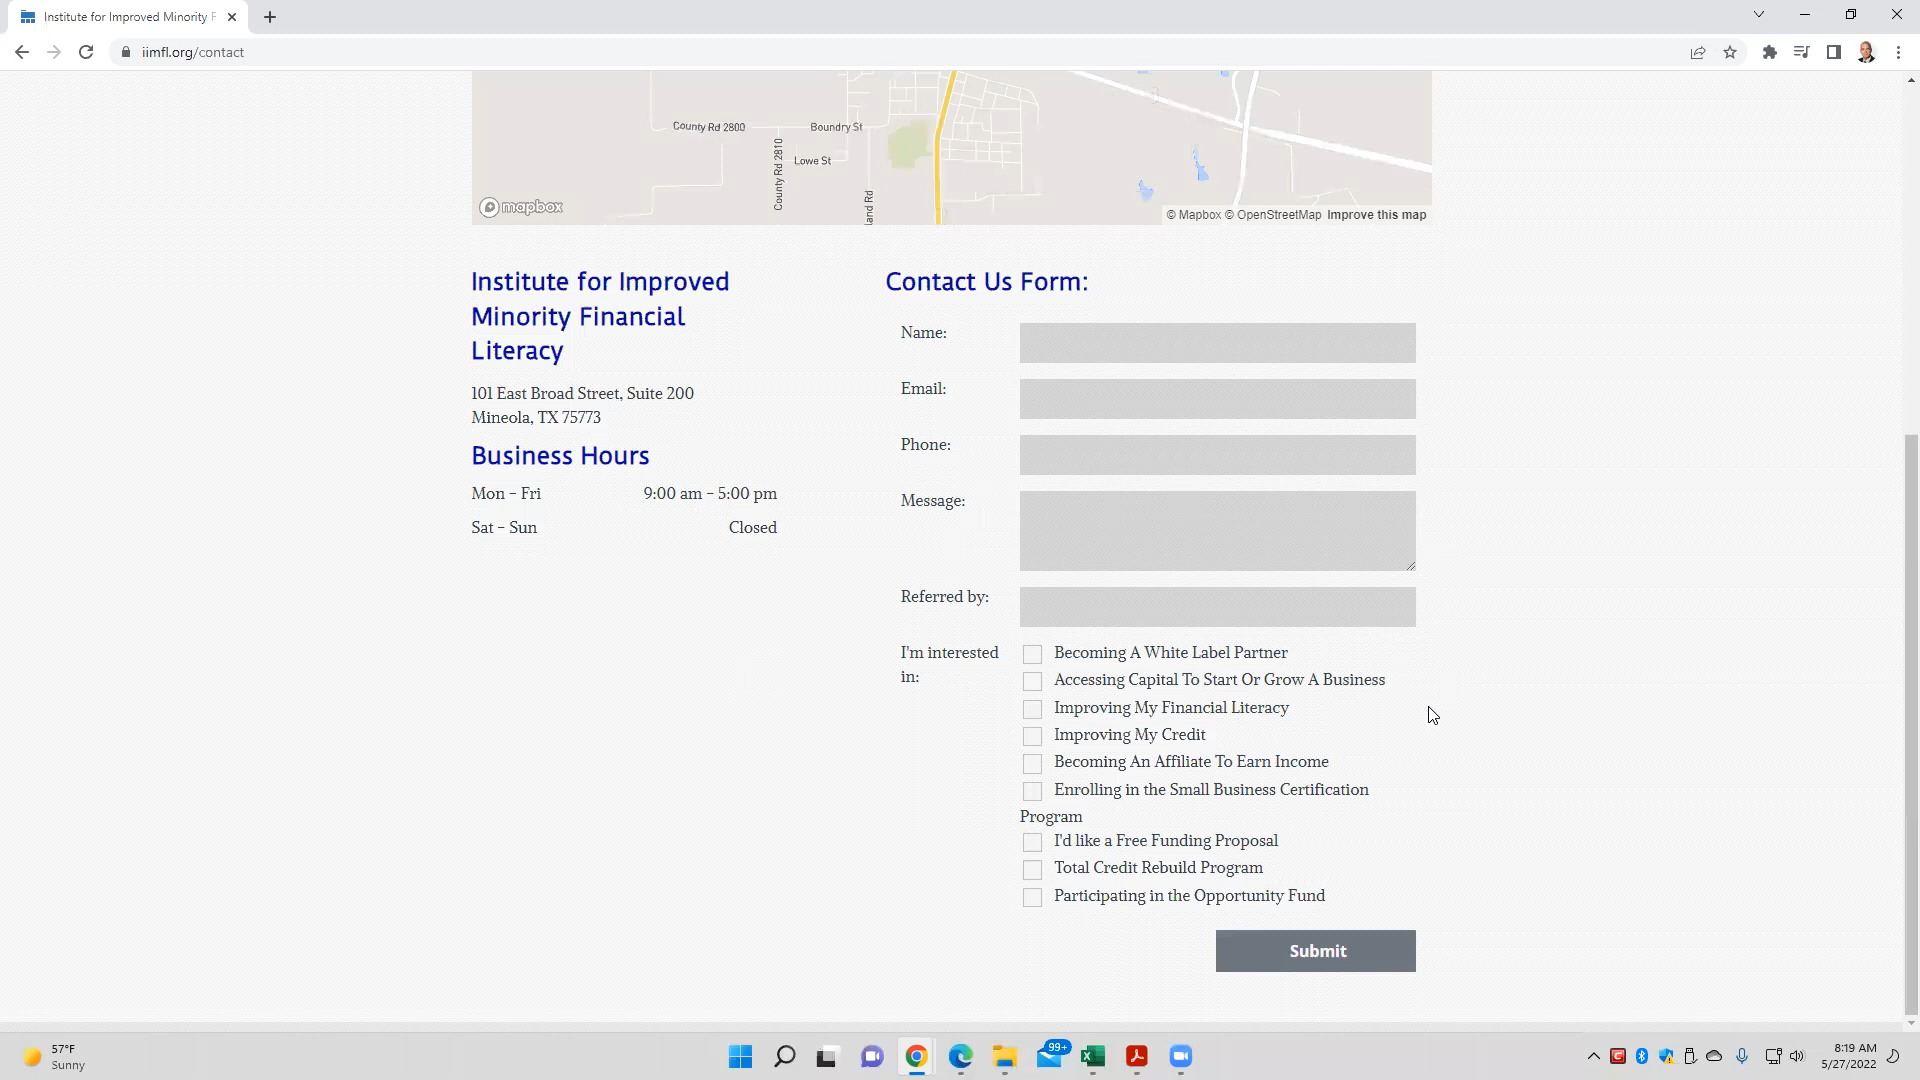 Institute for Improved Minority F
iimfl.org/contact
County Rd 2800
Boundry St
Lowe St
County Rd 2810
land Rd
mapbox
© Mapbox © OpenStreetMap Improve this map
Institute for Improved
Minority Financial
Literacy
101 East Broad Street, Suite 200
Mineola, TX 75773
Business Hours
Mon - Fri 9:00 am - 5:00 pm
Sat - Sun Closed
Contact Us Form:
Name:
Email:
Phone:
Message:
Referred by:
I'm interested
in:
Becoming A White Label Partner
Accessing Capital To Start Or Grow A Business
Improving My Financial Literacy
Improving My Credit
Becoming An Affiliate To Earn Income
Enrolling in the Small Business Certification
Program
I'd like a Free Funding Proposal
Total Credit Rebuild Program
Participating in the Opportunity Fund
Submit
57°F
Sunny
99+
8:19 AM
5/27/2022